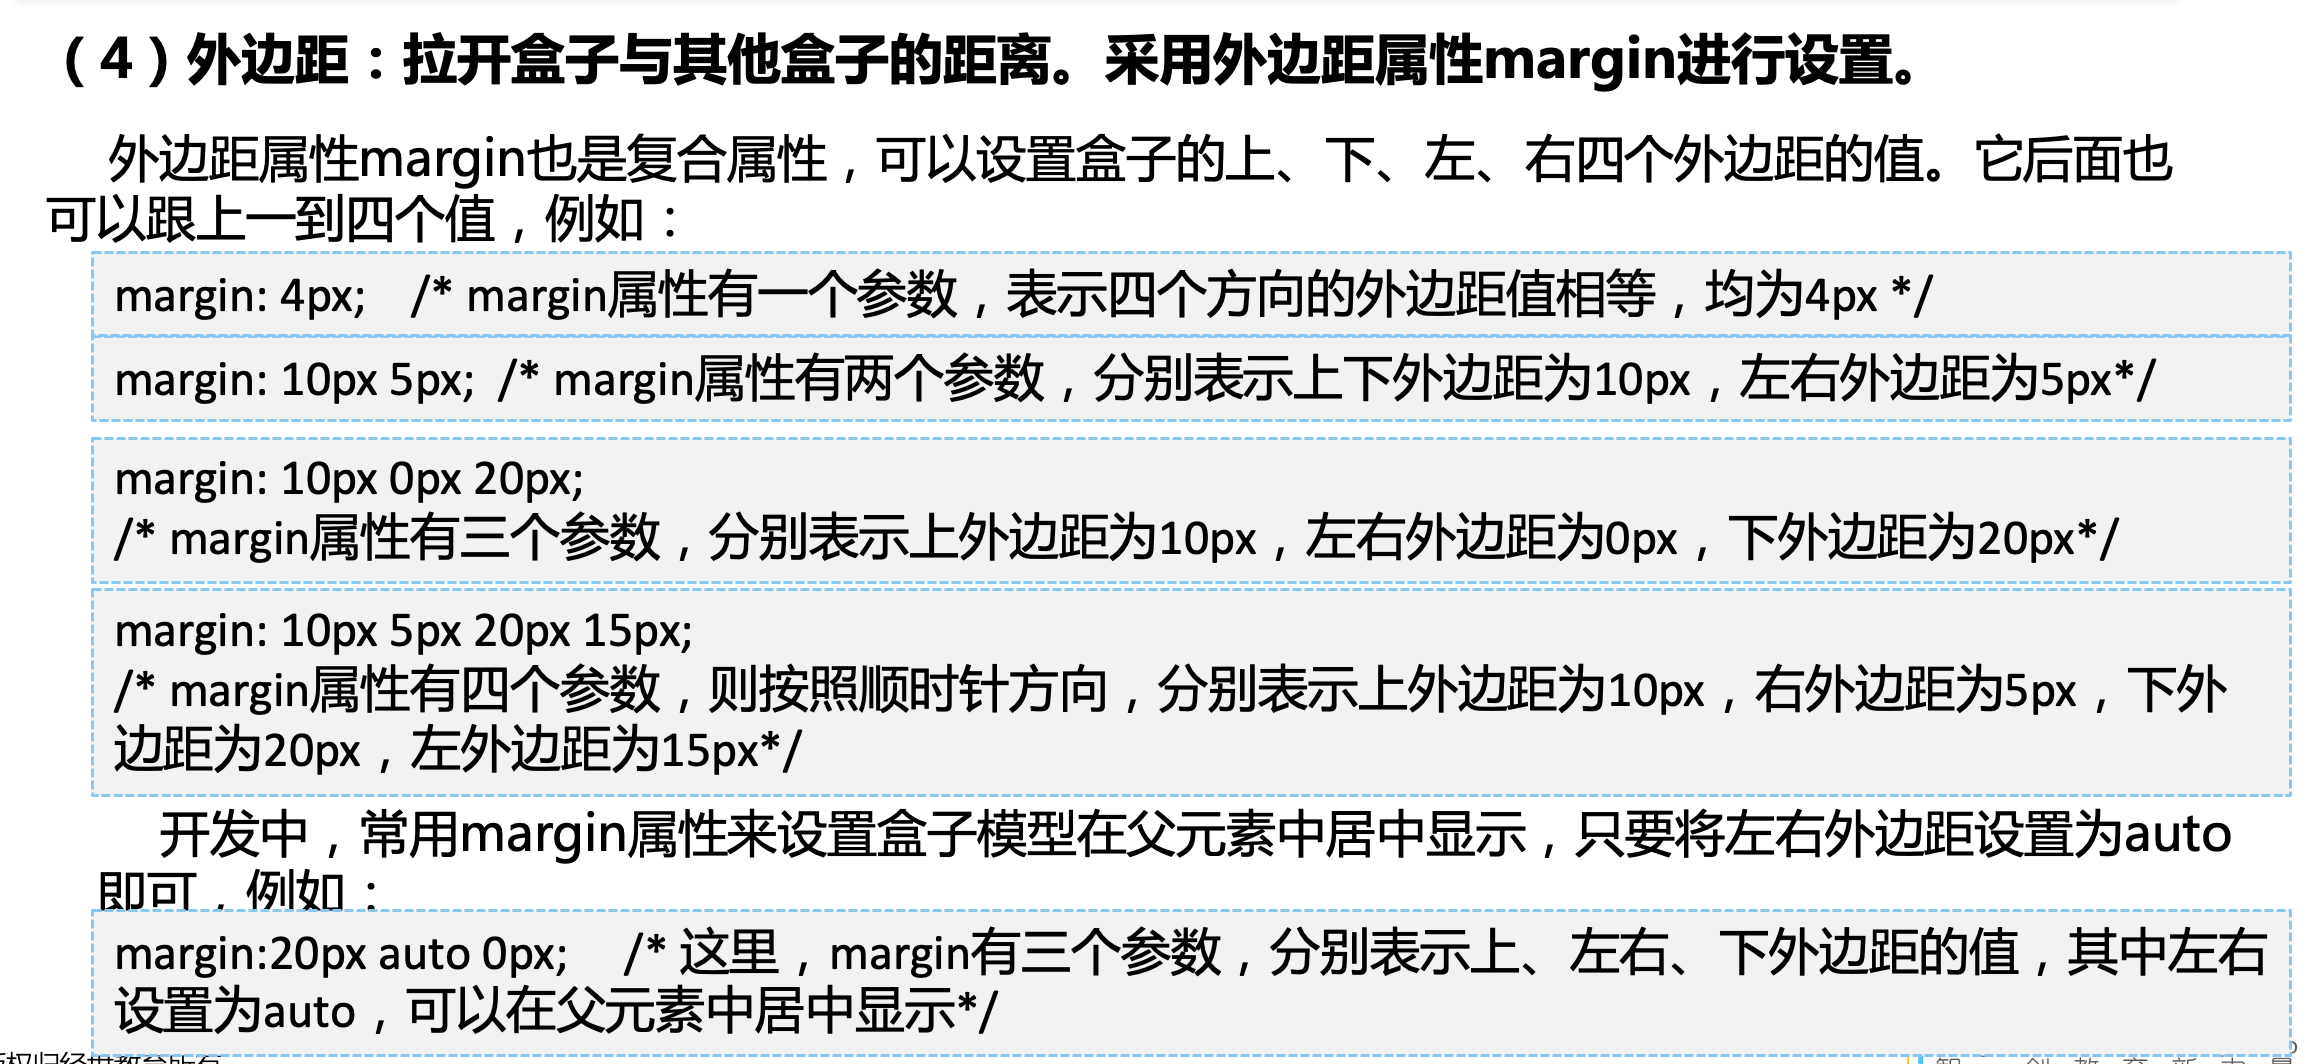 （4）外边距：拉开盒子与其他盒子的距离。采用外边距属性margin进行设置。
外边距属性margin也是复合属性，可以设置盒子的上、下、左、右四个外边距的值。它后面也
可以跟上一到四个值，例如：
margin: 4px; /* margin属性有一个参数，表示四个方向的外边距值相等，均为4px */
margin: 10px 5px; /* margin属性有两个参数，分别表示上下外边距为10px，左右外边距为5px*/
margin: 10px 0px 20px;
/* margin属性有三个参数，分别表示上外边距为10px，左右外边距为0px，下外边距为20px*/
margin: 10px 5px 20px 15px;
/* margin属性有四个参数，则按照顺时针方向，分别表示上外边距为10px，右外边距为5px，下外
边距为20px，左外边距为15px*/
开发中，常用margin属性来设置盒子模型在父元素中居中显示，只要将左右外边距设置为auto
即可，例如：
margin:20px auto 0px; /* 这里，margin有三个参数，分别表示上、左右、下外边距的值，其中左右
设置为auto，可以在父元素中居中显示*/